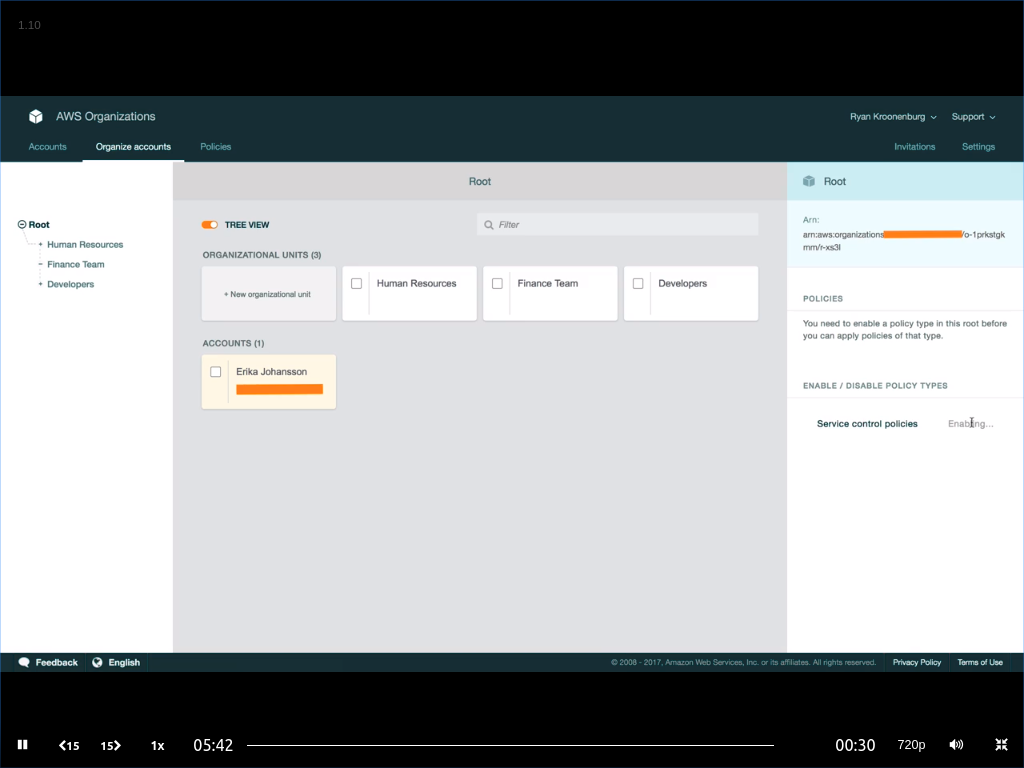 1.10
AWS Organizations
Ryan Kroonenburg
Support
Accounts
Organize accounts
Policies
Invitations
Settings
Root
Root
Root
Human Resources
Finance Team
Developers
TREE VIEW
Filter
ORGANIZATIONAL UNITS (3)
+ New organizational unit
Human Resources
Finance Team
Developers
ACCOUNTS (1)
Erika Johansson
Arn:
arn:aws:organizations
/o-1prkstgk
mm/r-xs3l
POLICIES
You need to enable a policy type in this root before
you can apply policies of that type.
ENABLE / DISABLE POLICY TYPES
Service control policies
Enabling...
Feedback
English
© 2008 - 2017, Amazon Web Services, Inc. or its affiliates. All rights reserved.
Privacy Policy
Terms of Use
15
15
1x
05:42
00:30
720p